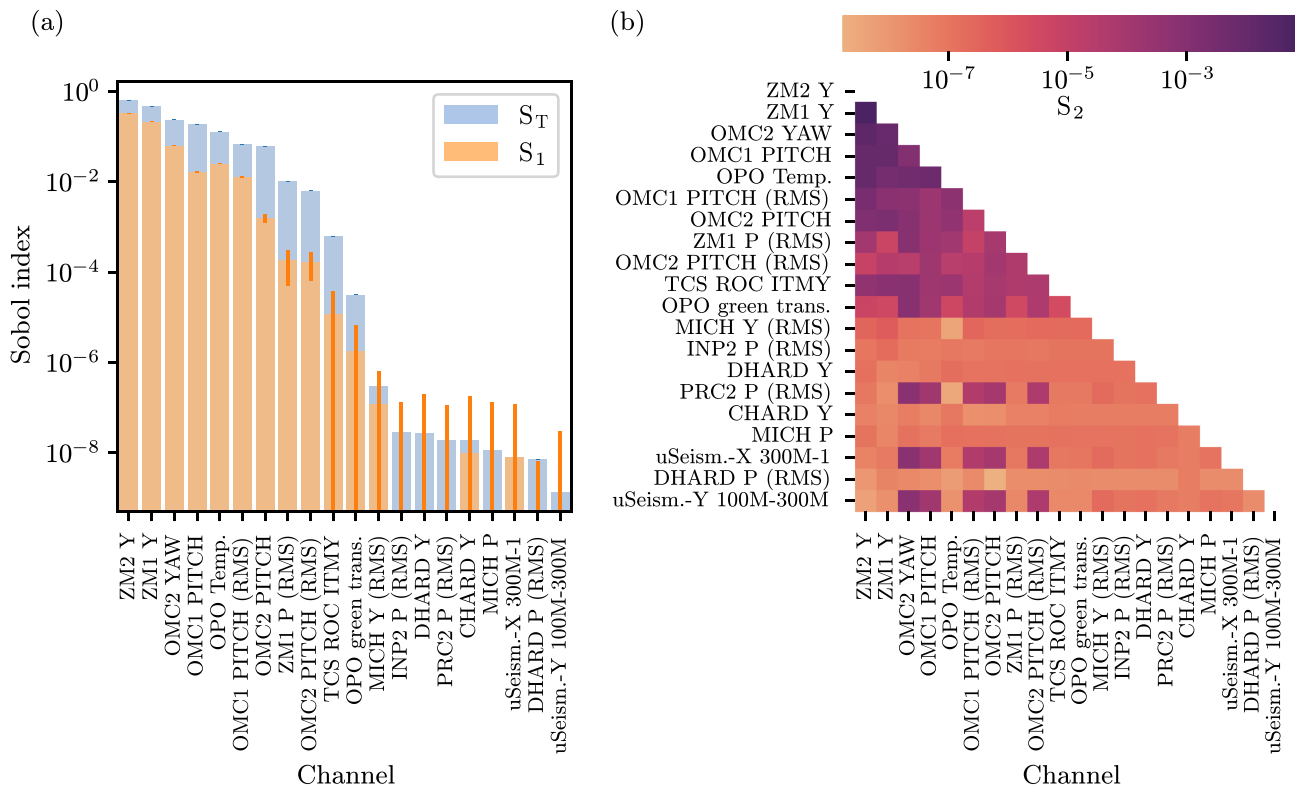 (a)
10^0
10^-2
10^-4
10^-6
10^-8
Sobol index
S_T
S_1
ZM2 Y
ZM1 Y
OMC2 YAW
OMC1 PITCH
OPO Temp.
OMC1 PITCH (RMS)
OMC2 PITCH
ZM1 P (RMS)
OMC2 PITCH (RMS)
TCS ROC ITMY
OPO green trans.
MICH Y (RMS)
INP2 P (RMS)
DHARD Y
PRC2 P (RMS)
CHARD Y
MICH P
uSeism.-X 300M-1
DHARD P (RMS)
uSeism.-Y 100M-300M
Channel
(b)
10^-7
10^-5
10^-3
S_2
ZM2 Y
ZM1 Y
OMC2 YAW
OMC1 PITCH
OPO Temp.
OMC1 PITCH (RMS)
OMC2 PITCH
ZM1 P (RMS)
OMC2 PITCH (RMS)
TCS ROC ITMY
OPO green trans.
MICH Y (RMS)
INP2 P (RMS)
DHARD Y
PRC2 P (RMS)
CHARD Y
MICH P
uSeism.-X 300M-1
DHARD P (RMS)
uSeism.-Y 100M-300M
ZM2 Y
ZM1 Y
OMC2 YAW
OMC1 PITCH
OPO Temp.
OMC1 PITCH (RMS)
OMC2 PITCH
ZM1 P (RMS)
OMC2 PITCH (RMS)
TCS ROC ITMY
OPO green trans.
MICH Y (RMS)
INP2 P (RMS)
DHARD Y
PRC2 P (RMS)
CHARD Y
MICH P
uSeism.-X 300M-1
DHARD P (RMS)
uSeism.-Y 100M-300M
Channel